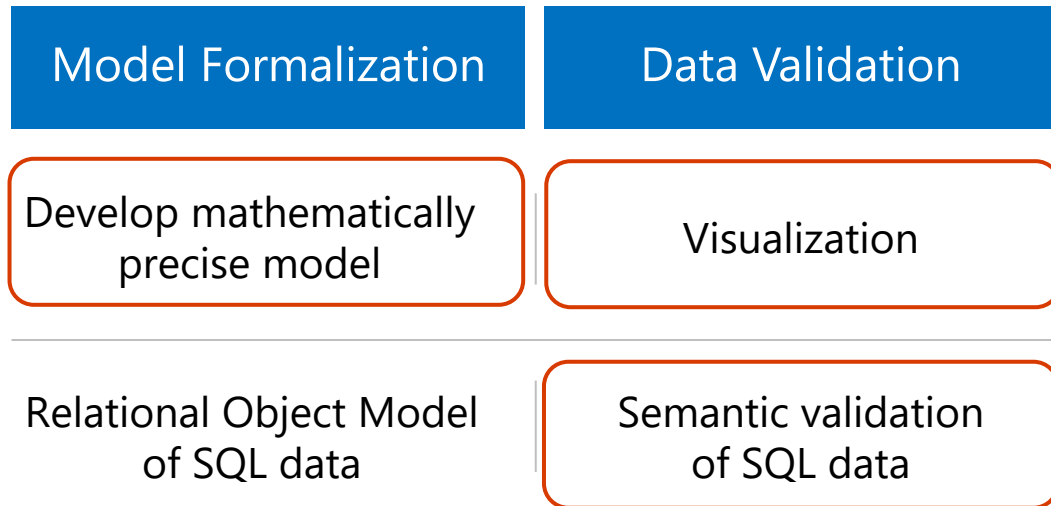 Model Formalization
Data Validation
Develop mathematically
precise model
Visualization
Relational Object Model
of SQL data
Semantic validation
of SQL data